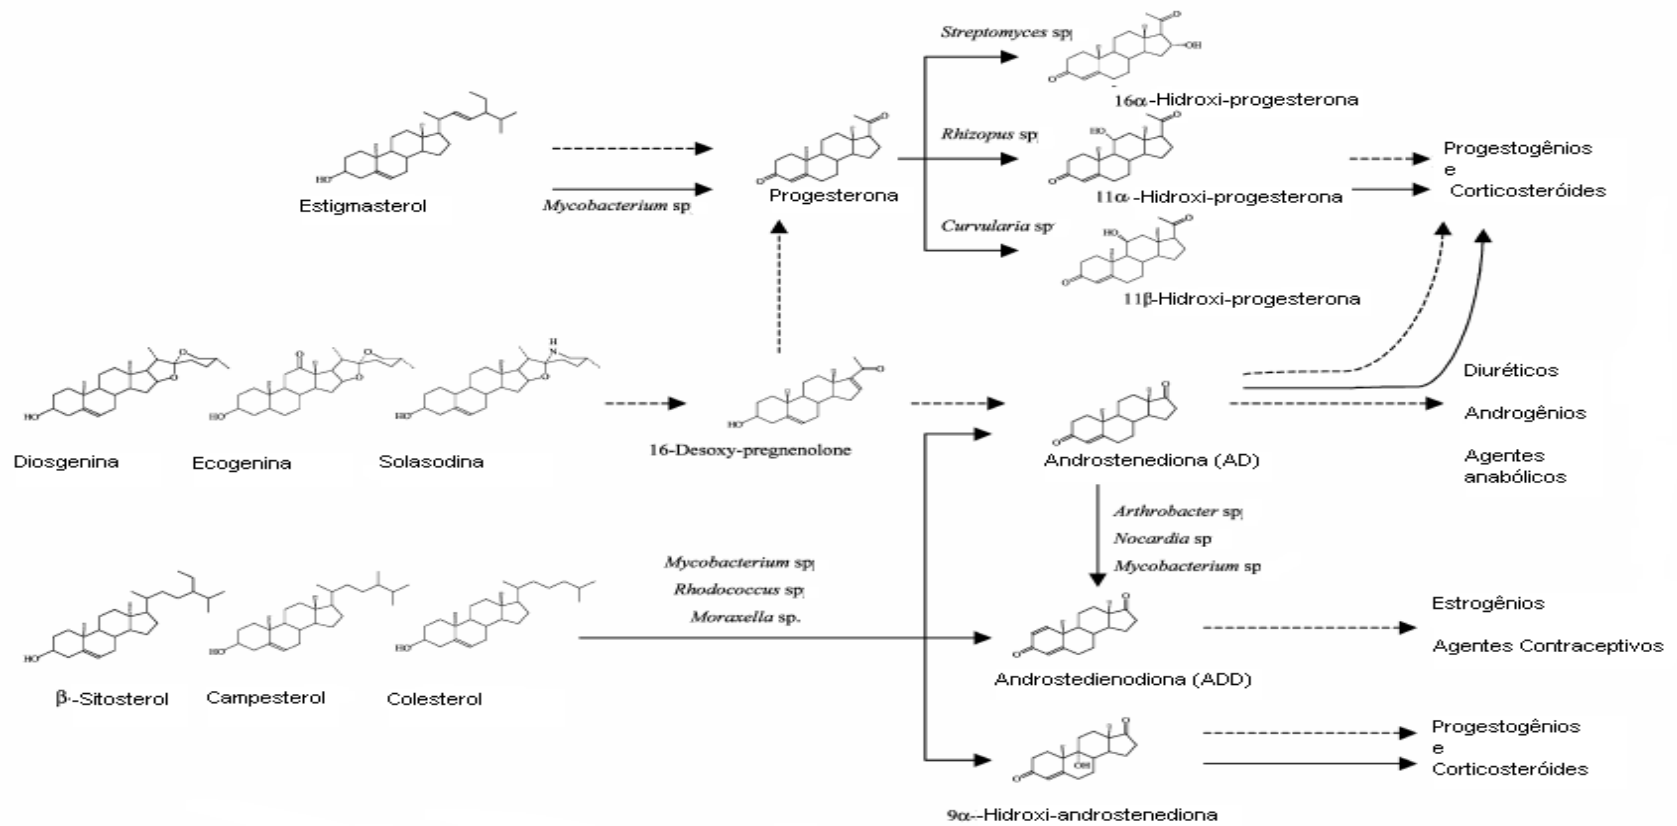 Streptomyces sp
16α-Hidroxi-progesterona
Estigmasterol
Mycobacterium sp
Progesterona
Rhizopus sp
11α-Hidroxi-progesterona
Curvularia sp
11β-Hidroxi-progesterona
Progestogênios
e
Corticosteróides
Diosgenina
Ecogenina
Solasodina
16-Desoxy-pregnenolone
Androstenediona (AD)
Diuréticos
Androgênios
Agentes
anabólicos
Arthrobacter sp
Nocardia sp
Mycobacterium sp
β-Sitosterol
Campesterol
Colesterol
Mycobacterium sp
Rhodococcus sp
Moraxella sp.
Androstedienodiona (ADD)
Estrogênios
Agentes Contraceptivos
9α--Hidroxi-androstenediona
Progestogênios
e
Corticosteróides